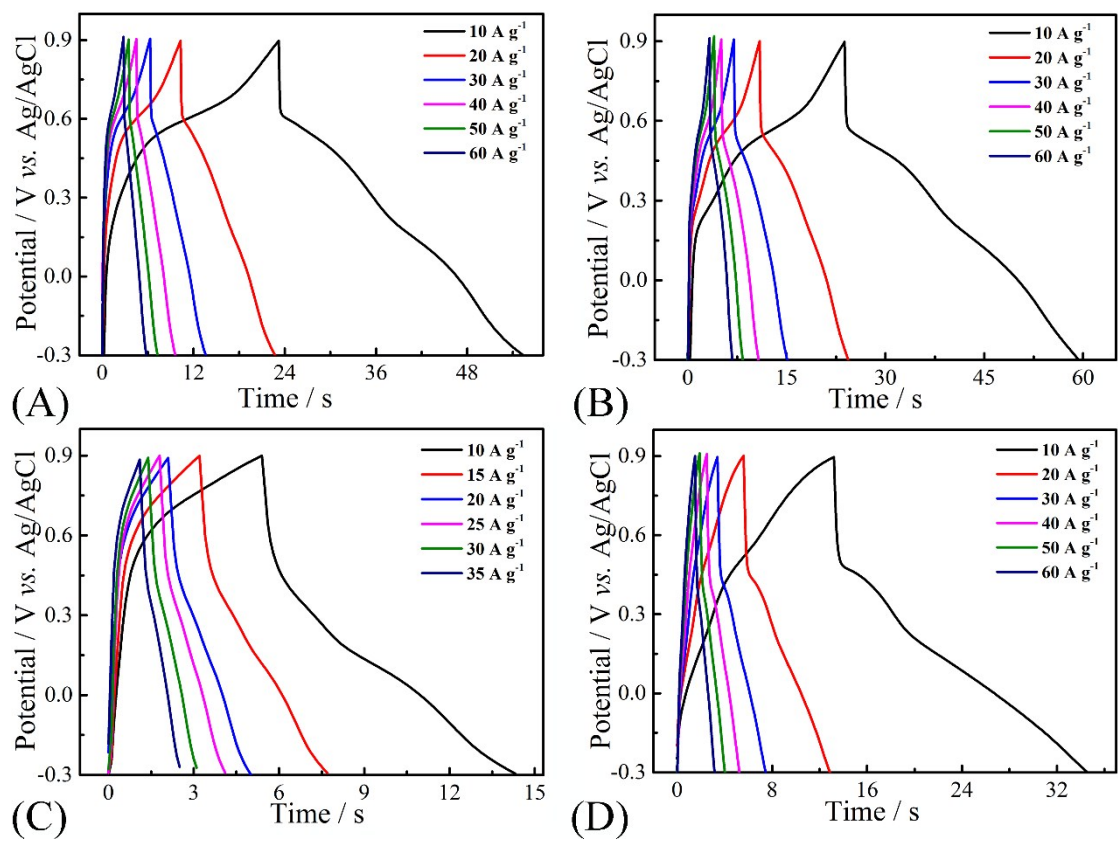 10 A g⁻¹
20 A g⁻¹
30 A g⁻¹
40 A g⁻¹
50 A g⁻¹
60 A g⁻¹
0.9
0.6
0.3
0.0
-0.3
Potential / V vs. Ag/AgCl
0 12 24 36 48
Time / s
(A)
10 A g⁻¹
20 A g⁻¹
30 A g⁻¹
40 A g⁻¹
50 A g⁻¹
60 A g⁻¹
0.9
0.6
0.3
0.0
-0.3
Potential / V vs. Ag/AgCl
0 15 30 45 60
Time / s
(B)
10 A g⁻¹
15 A g⁻¹
20 A g⁻¹
25 A g⁻¹
30 A g⁻¹
35 A g⁻¹
0.9
0.6
0.3
0.0
-0.3
Potential / V vs. Ag/AgCl
0 3 6 9 12 15
Time / s
(C)
10 A g⁻¹
20 A g⁻¹
30 A g⁻¹
40 A g⁻¹
50 A g⁻¹
60 A g⁻¹
0.9
0.6
0.3
0.0
-0.3
Potential / V vs. Ag/AgCl
0 8 16 24 32
Time / s
(D)